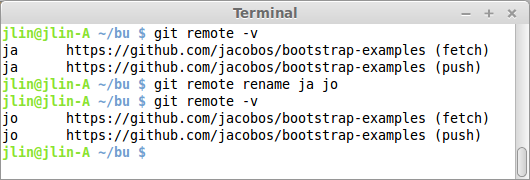 Terminal
jlin@jlin-A ~/bu $ git remote -v
ja      https://github.com/jacobos/bootstrap-examples (fetch)
ja      https://github.com/jacobos/bootstrap-examples (push)
jlin@jlin-A ~/bu $ git remote rename ja jo
jlin@jlin-A ~/bu $ git remote -v
jo      https://github.com/jacobos/bootstrap-examples (fetch)
jo      https://github.com/jacobos/bootstrap-examples (push)
jlin@jlin-A ~/bu $